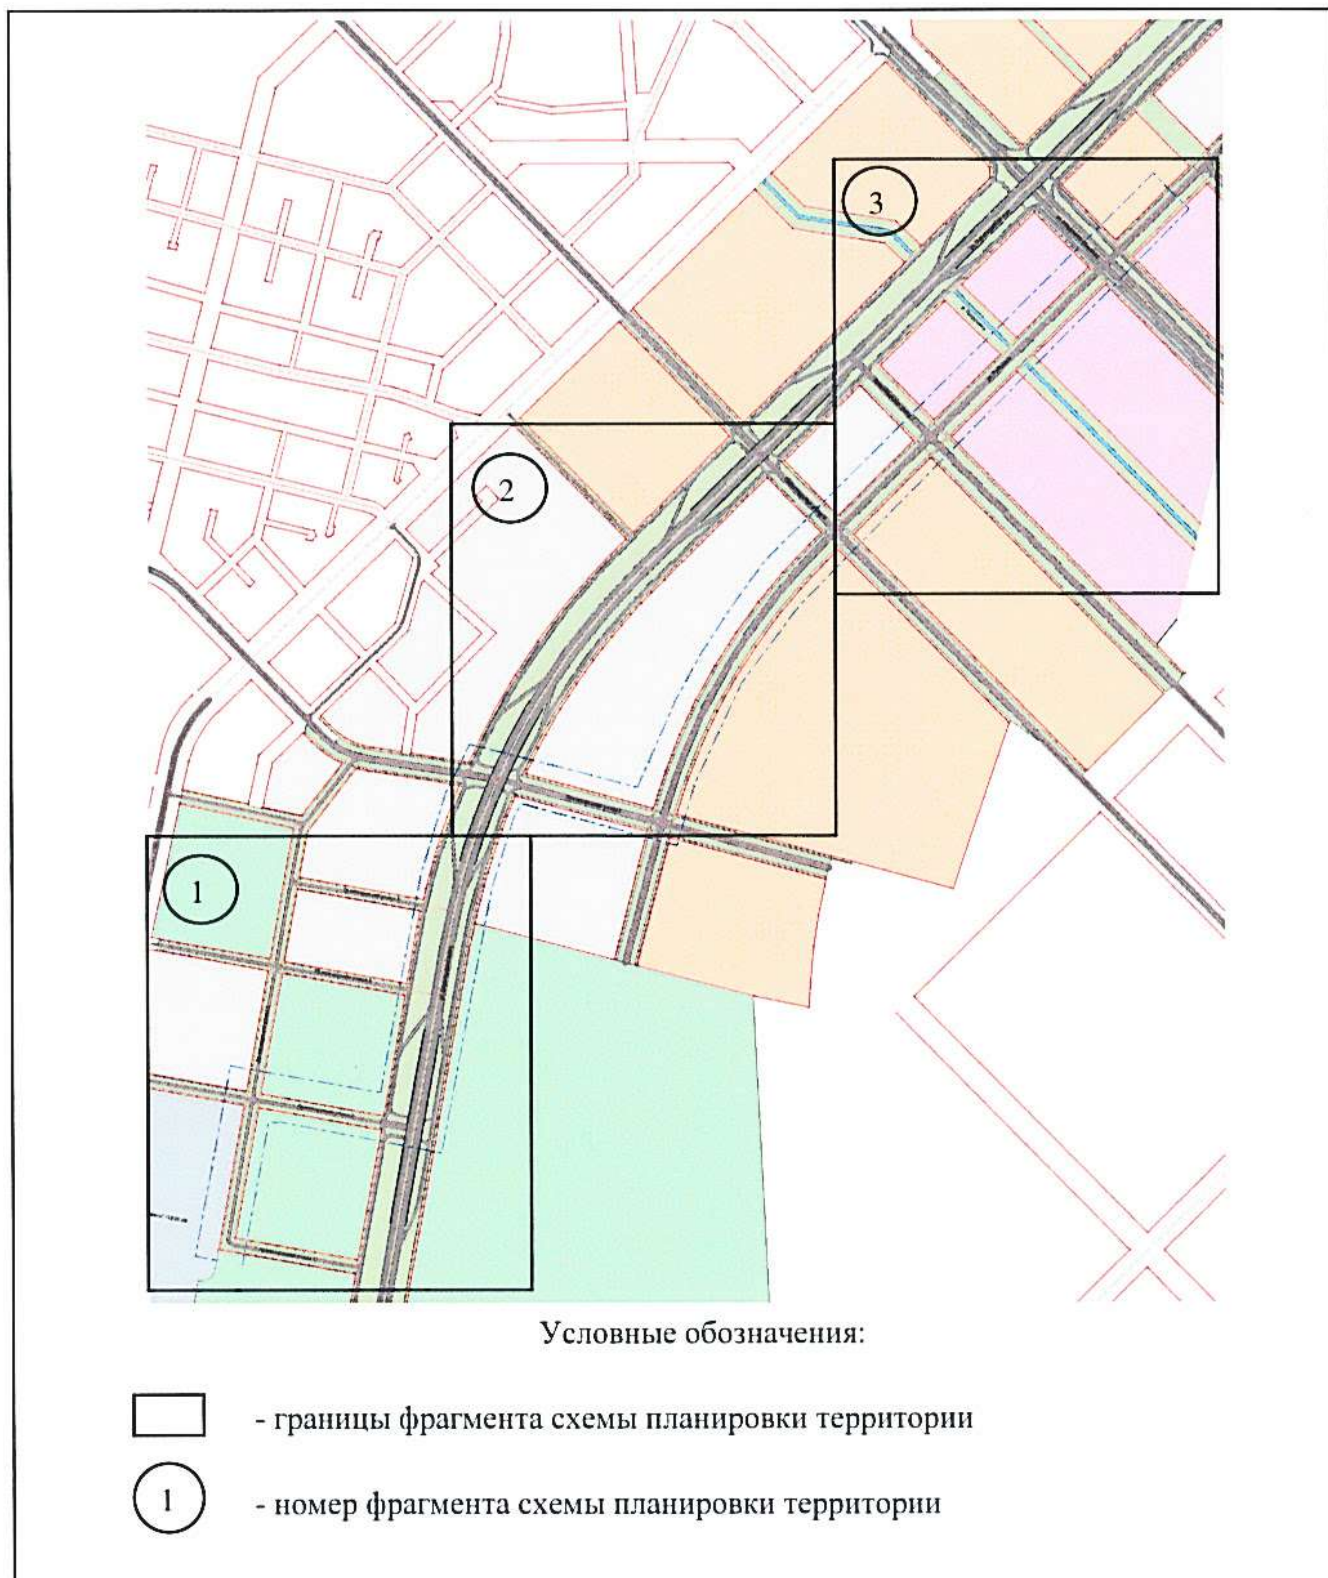 3
2
1
Условные обозначения:
- границы фрагмента схемы планировки территории
1
- номер фрагмента схемы планировки территории